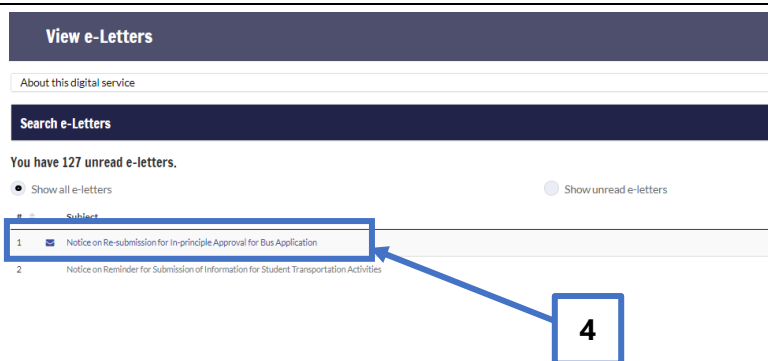 View e-Letters
About this digital service
Search e-Letters
You have 127 unread e-letters.
Show all e-letters Show unread e-letters
# Subject
1 Notice on Re-submission for In-principle Approval for Bus Application
2 Notice on Reminder for Submission of Information for Student Transportation Activities
4